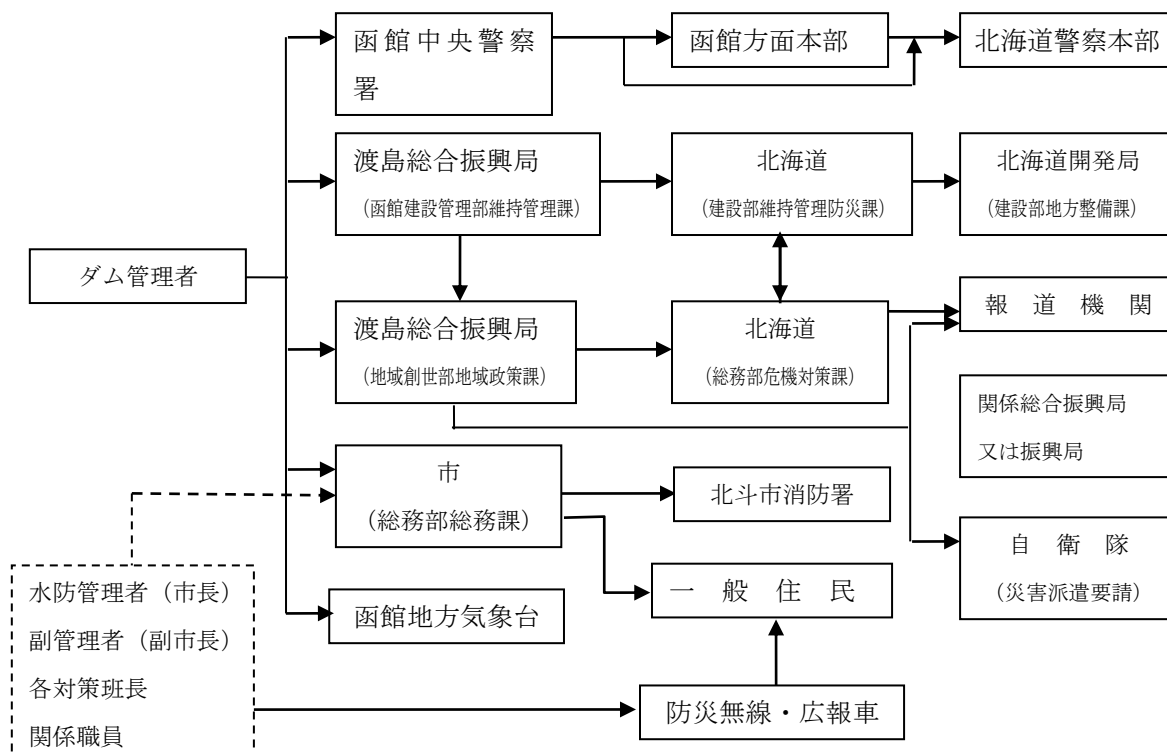 函館中央警察
署
函館方面本部
北海道警察本部
渡島総合振興局
（函館建設管理部維持管理課）
北海道
（建設部維持管理防災課）
北海道開発局
（建設部地方整備課）
ダム管理者
渡島総合振興局
（地域創世部地域政策課）
北海道
（総務部危機対策課）
報道機関
関係総合振興局
又は振興局
市
（総務部総務課）
北斗市消防署
自衛隊
（災害派遣要請）
一般住民
函館地方気象台
水防管理者（市長）
副管理者（副市長）
各対策班長
関係職員
防災無線・広報車